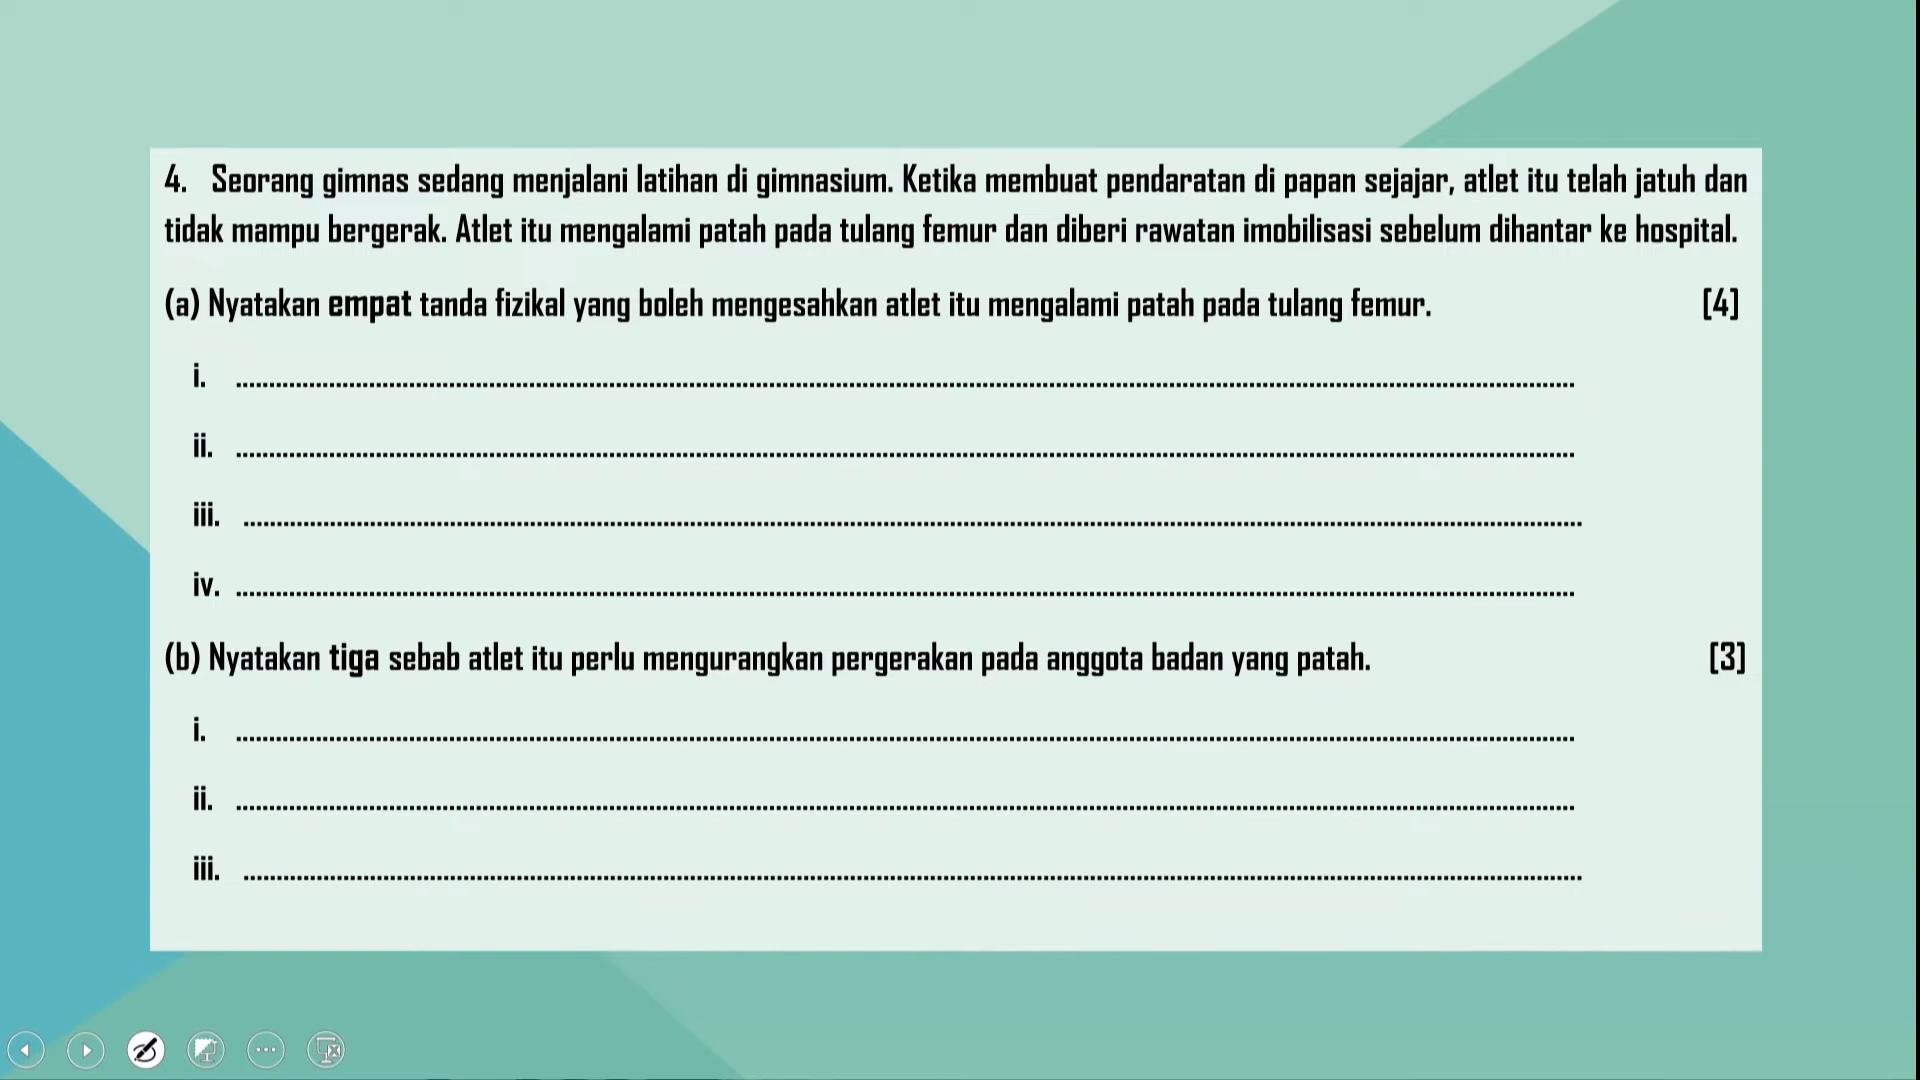 4. Seorang gimnas sedang menjalani latihan di gimnasium. Ketika membuat pendaratan di papan sejajar, atlet itu telah jatuh dan
tidak mampu bergerak. Atlet itu mengalami patah pada tulang femur dan diberi rawatan imobilisasi sebelum dihantar ke hospital.
(a) Nyatakan empat tanda fizikal yang boleh mengesahkan atlet itu mengalami patah pada tulang femur. [4]
i. ..........................................................................................
ii. ..........................................................................................
iii. ..........................................................................................
iv. ..........................................................................................
(b) Nyatakan tiga sebab atlet itu perlu mengurangkan pergerakan pada anggota badan yang patah. [3]
i. ..........................................................................................
ii. ..........................................................................................
iii. ..........................................................................................